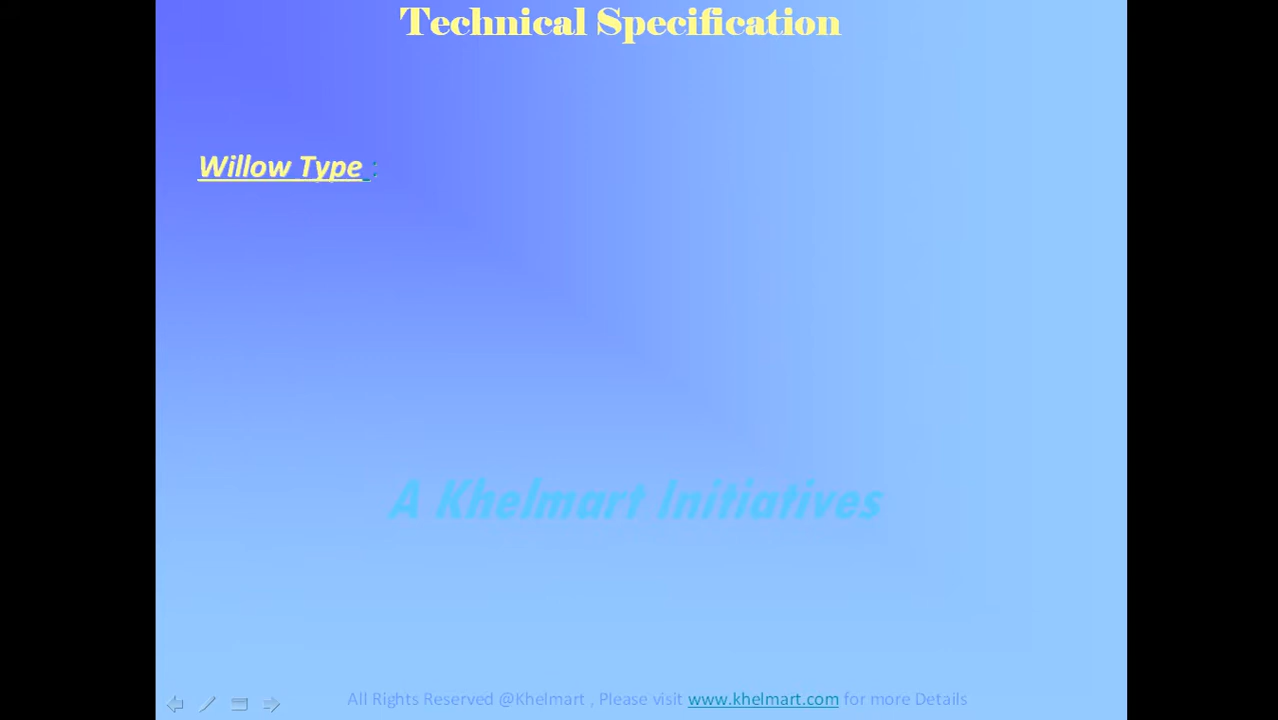 Technical Specification
Willow Type :
A Khelmart Initiatives
All Rights Reserved @Khelmart , Please visit www.khelmart.com for more Details